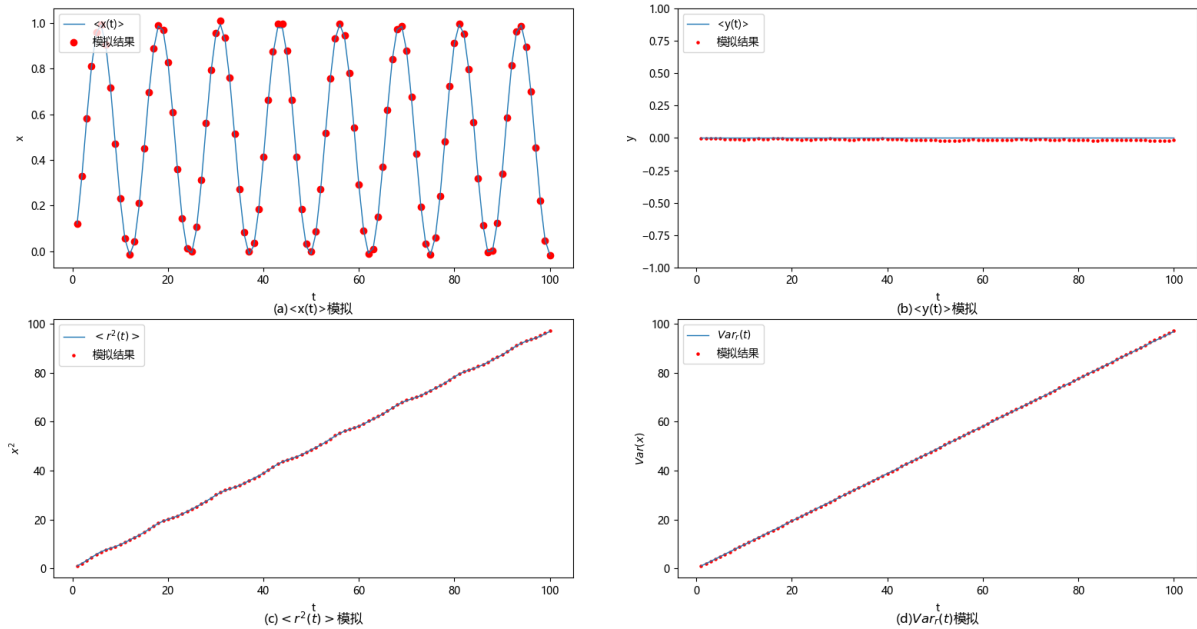 <x(t)>
模拟结果
x
1.0
0.8
0.6
0.4
0.2
0.0
0 20 40 60 80 100
t
(a)<x(t)>模拟
<y(t)>
模拟结果
y
1.00
0.75
0.50
0.25
0.00
−0.25
−0.50
−0.75
−1.00
0 20 40 60 80 100
t
(b)<y(t)>模拟
< r²(t) >
模拟结果
x²
100
80
60
40
20
0
0 20 40 60 80 100
t
(c) < r²(t) > 模拟
Varᵣ(t)
模拟结果
Var(x)
100
80
60
40
20
0
0 20 40 60 80 100
t
(d)Varᵣ(t)模拟